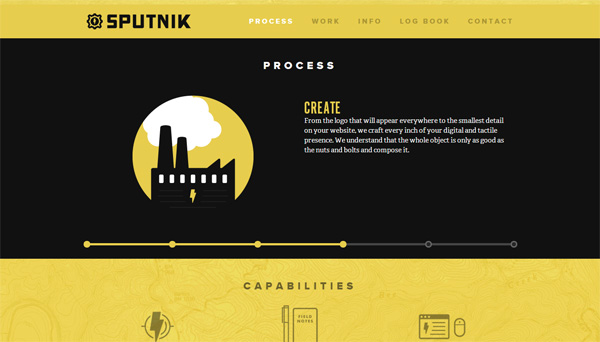 SPUTNIK
PROCESS WORK INFO LOG BOOK CONTACT
PROCESS
CREATE
From the logo that will appear everywhere to the smallest detail
on your website, we craft every inch of your digital and tactile
presence. We understand that the whole object is only as good as
the nuts and bolts and compose it.
CAPABILITIES
FIELD
NOTES